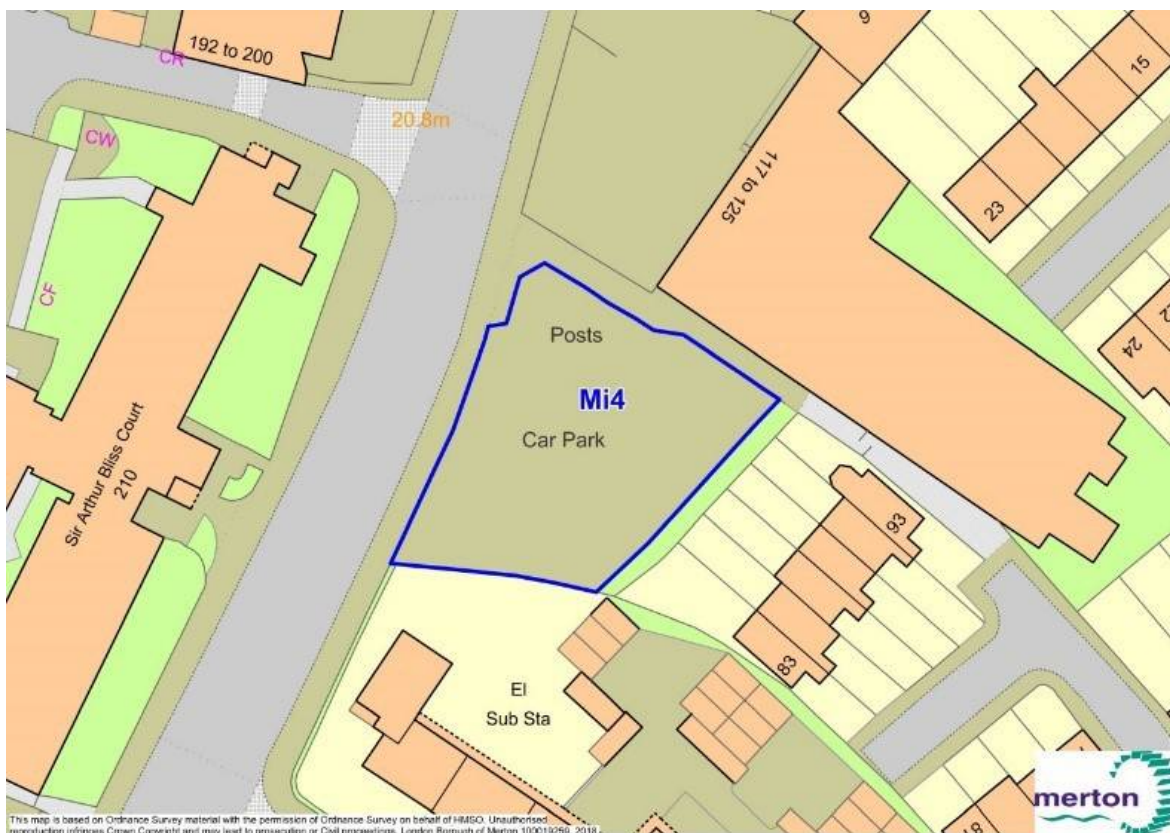 192 to 200
CR
9
15
CW
20.8m
117 to 125
23
CF
Posts
Mi4
24
Car Park
Sir Arthur Bliss Court
210
93
83
El
Sub Sta
18
merton
This map is based on Ordnance Survey material with the permission of Ordnance Survey on behalf of HMSO. Unauthorised
reproduction infringes Crown Copyright and may lead to prosecution or Civil proceedings. London Borough of Merton 100019259. 2018.